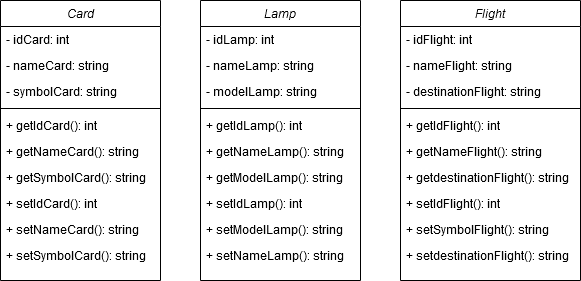 Card
- idCard: int
- nameCard: string
- symbolCard: string
+ getIdCard(): int
+ getNameCard(): string
+ getSymbolCard(): string
+ setIdCard(): int
+ setNameCard(): string
+ setSymbolCard(): string
Lamp
- idLamp: int
- nameLamp: string
- modelLamp: string
+ getIdLamp(): int
+ getNameLamp(): string
+ getModelLamp: string
+ setIdLamp(): int
+ setModelLamp(): string
+ setNameLamp: string
Flight
- idFlight: int
- nameFlight: string
- destinationFlight: string
+ getIdFlight(): int
+ getNameFlight(): string
+ getdestinationFlight(): string
+ setIdFlight(): int
+ setSymbolFlight(): string
+ setdestinationFlight(): string